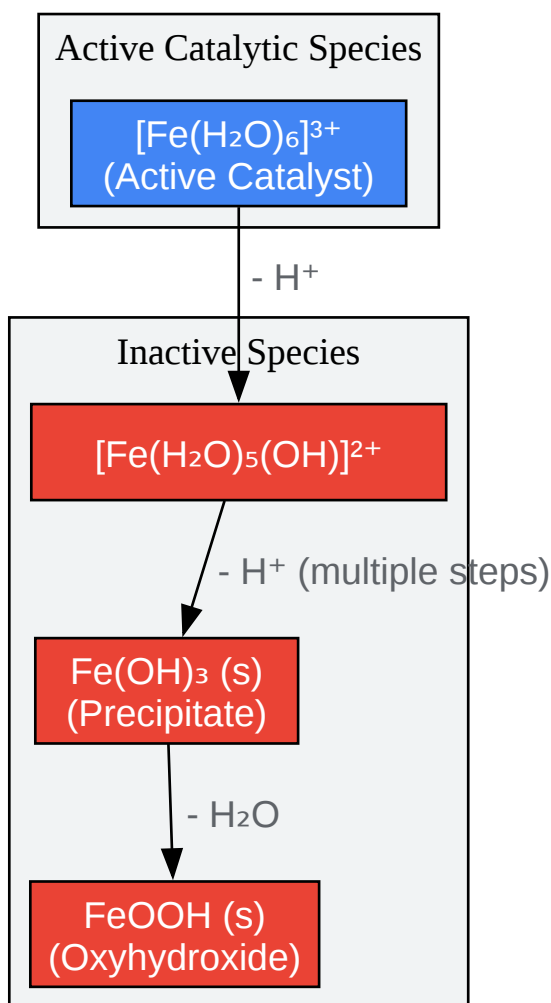 Active Catalytic Species
[Fe(H₂O)₆]³⁺
(Active Catalyst)
- H⁺
Inactive Species
[Fe(H₂O)₅(OH)]²⁺
- H⁺ (multiple steps)
Fe(OH)₃ (s)
(Precipitate)
- H₂O
FeOOH (s)
(Oxyhydroxide)